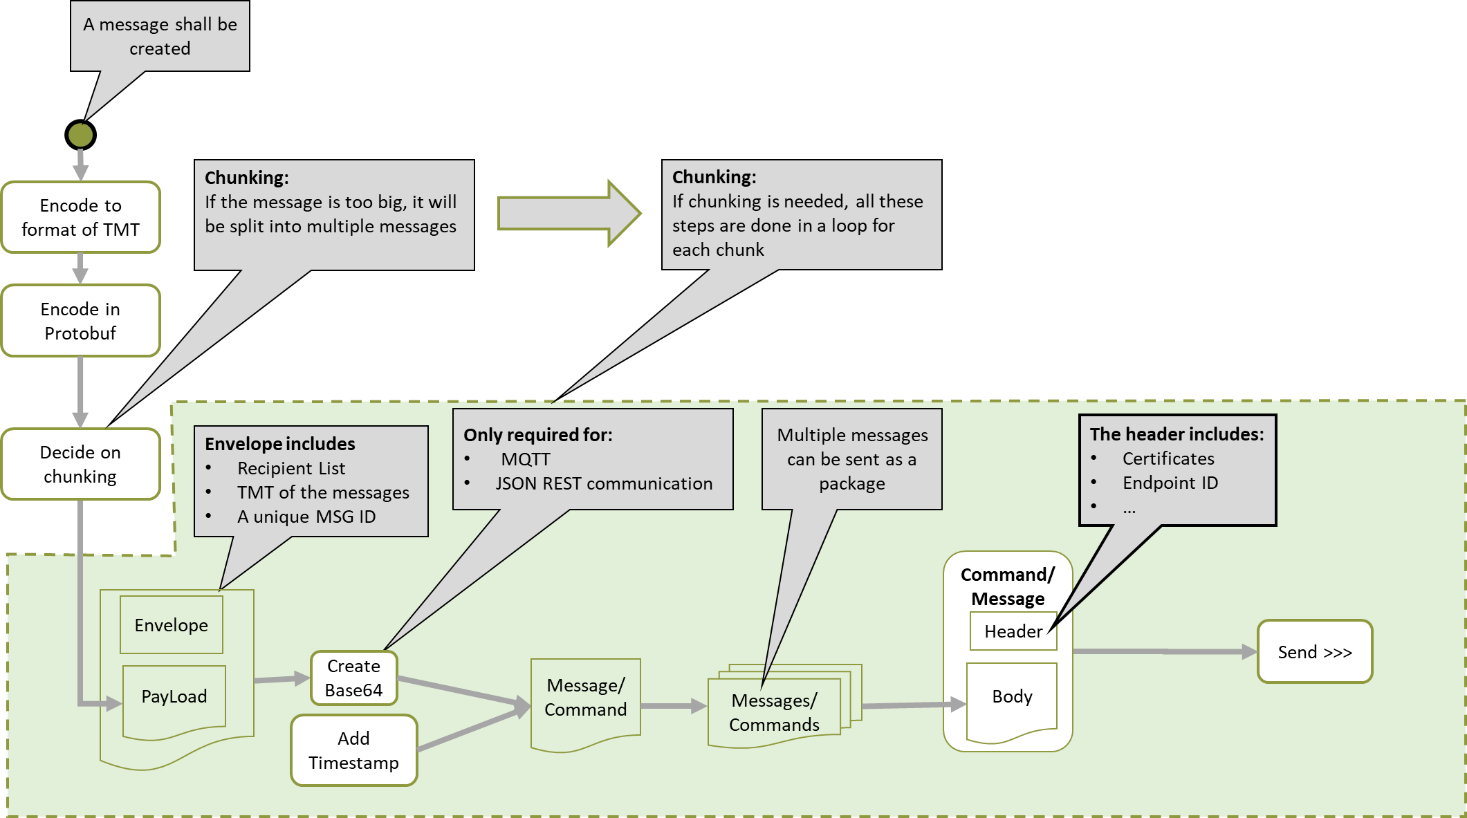 A message shall be
created
Encode to
format of TMT
Encode in
Protobuf
Decide on
chunking
Chunking:
If the message is too big, it will
be split into multiple messages
Chunking:
If chunking is needed, all these
steps are done in a loop for
each chunk
Envelope includes
• Recipient List
• TMT of the messages
• A unique MSG ID
Only required for:
• MQTT
• JSON REST communication
Multiple messages
can be sent as a
package
The header includes:
• Certificates
• Endpoint ID
• ...
Envelope
PayLoad
Create
Base64
Add
Timestamp
Message/
Command
Messages/
Commands
Command/
Message
Header
Body
Send >>>